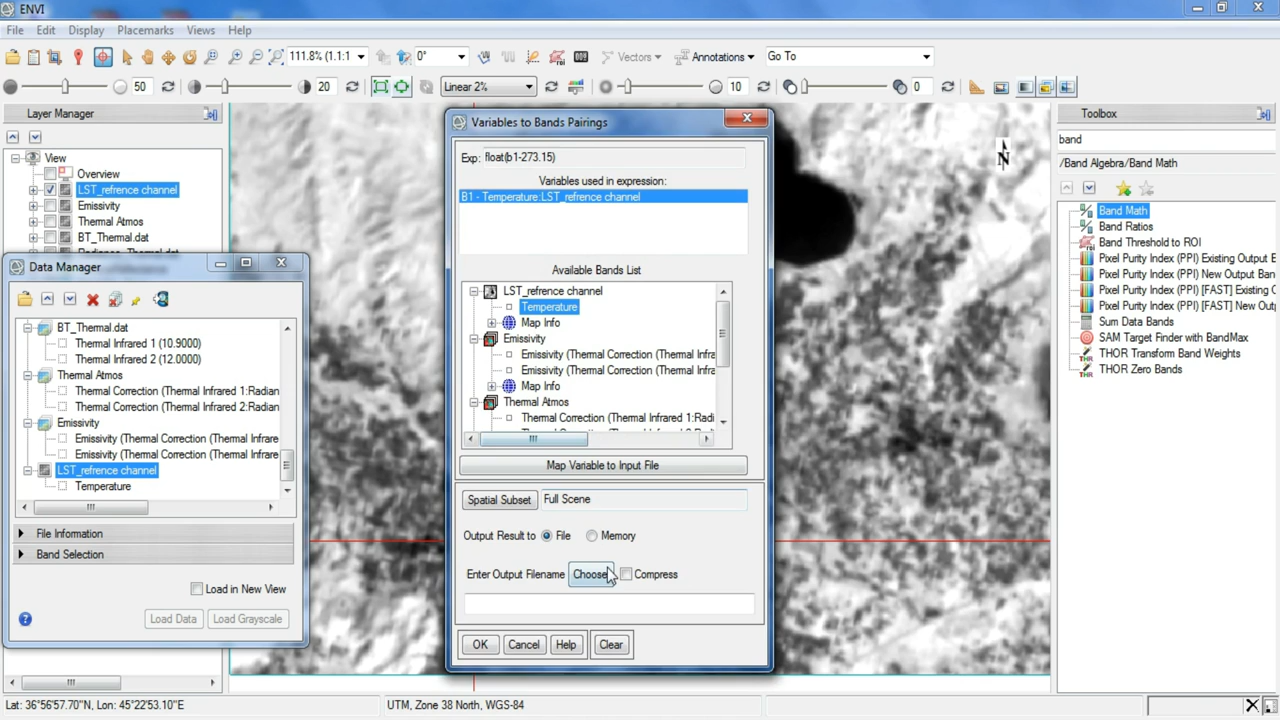 ENVI
File Edit Display Placemarks Views Help
111.8% (1.1:1 0° Vectors Annotations Go To
50 20 Linear 2% 10 0
Layer Manager
View
Overview
LST_refrence channel
Emissivity
Thermal Atmos
BT_Thermal.dat
Data Manager
BT_Thermal.dat
Thermal Infrared 1 (10.9000)
Thermal Infrared 2 (12.0000)
Thermal Atmos
Thermal Correction (Thermal Infrared 1:Radian
Thermal Correction (Thermal Infrared 2:Radian
Emissivity
Emissivity (Thermal Correction (Thermal Infrare
Emissivity (Thermal Correction (Thermal Infrare
LST_refrence channel
Temperature
File Information
Band Selection
Load in New View
Load Data Load Grayscale
Variables to Bands Pairings
Exp: float(b1-273.15)
Variables used in expression:
B1 - Temperature:LST_refrence channel
Available Bands List
LST_refrence channel
Temperature
Map Info
Emissivity
Emissivity (Thermal Correction (Thermal Infra
Emissivity (Thermal Correction (Thermal Infra
Map Info
Thermal Atmos
Thermal Correction (Thermal Infrared 1:Radi
Map Variable to Input File
Spatial Subset Full Scene
Output Result to File Memory
Enter Output Filename Choose Compress
OK Cancel Help Clear
N
Toolbox
band
/Band Algebra/Band Math
Band Math
Band Ratios
Band Threshold to ROI
Pixel Purity Index (PPI) Existing Output B
Pixel Purity Index (PPI) New Output Ban
Pixel Purity Index (PPI) [FAST] Existing O
Pixel Purity Index (PPI) [FAST] New Outp
Sum Data Bands
SAM Target Finder with BandMax
THOR Transform Band Weights
THOR Zero Bands
Lat: 36°56'57.70"N, Lon: 45°22'53.10"E UTM, Zone 38 North, WGS-84